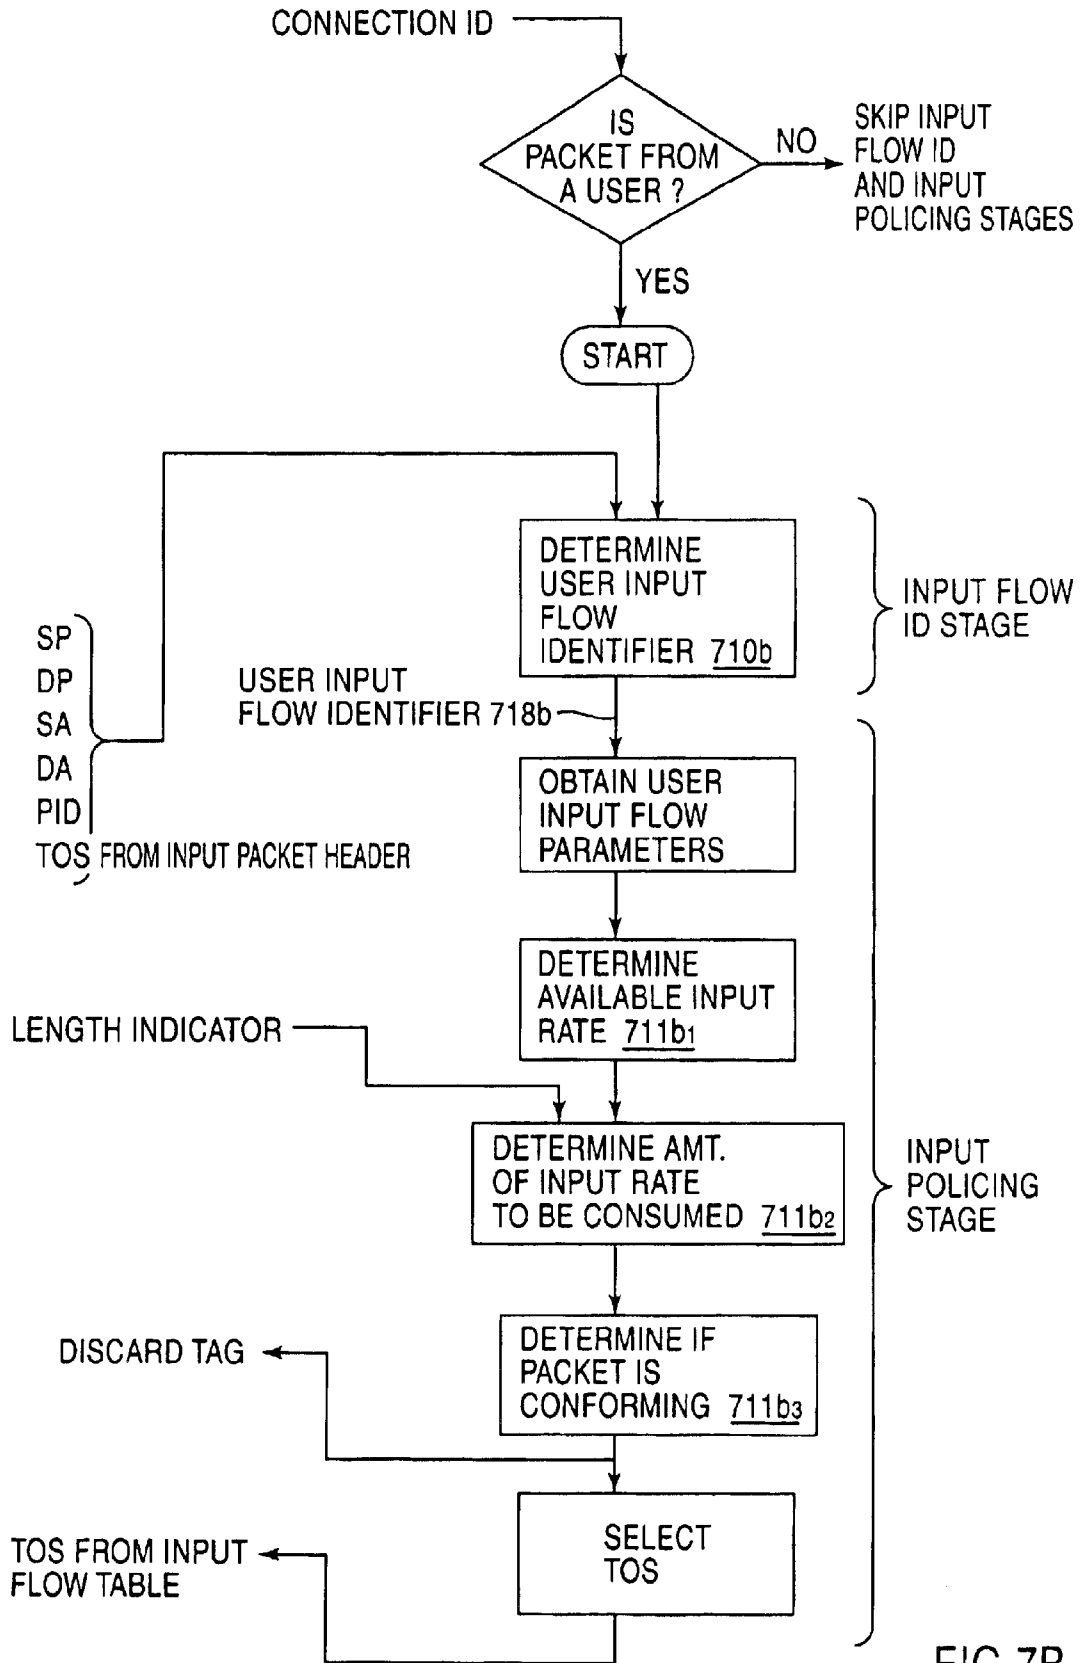 CONNECTION ID
IS
PACKET FROM
A USER ?
NO
SKIP INPUT
FLOW ID
AND INPUT
POLICING STAGES
YES
START
DETERMINE
USER INPUT
FLOW
IDENTIFIER 710b
INPUT FLOW
ID STAGE
SP
DP
SA
DA
PID
TOS FROM INPUT PACKET HEADER
USER INPUT
FLOW IDENTIFIER 718b
OBTAIN USER
INPUT FLOW
PARAMETERS
DETERMINE
AVAILABLE INPUT
RATE 711b1
LENGTH INDICATOR
DETERMINE AMT.
OF INPUT RATE
TO BE CONSUMED 711b2
INPUT
POLICING
STAGE
DETERMINE IF
PACKET IS
CONFORMING 711b3
DISCARD TAG
SELECT
TOS
TOS FROM INPUT
FLOW TABLE
FIG. 7B